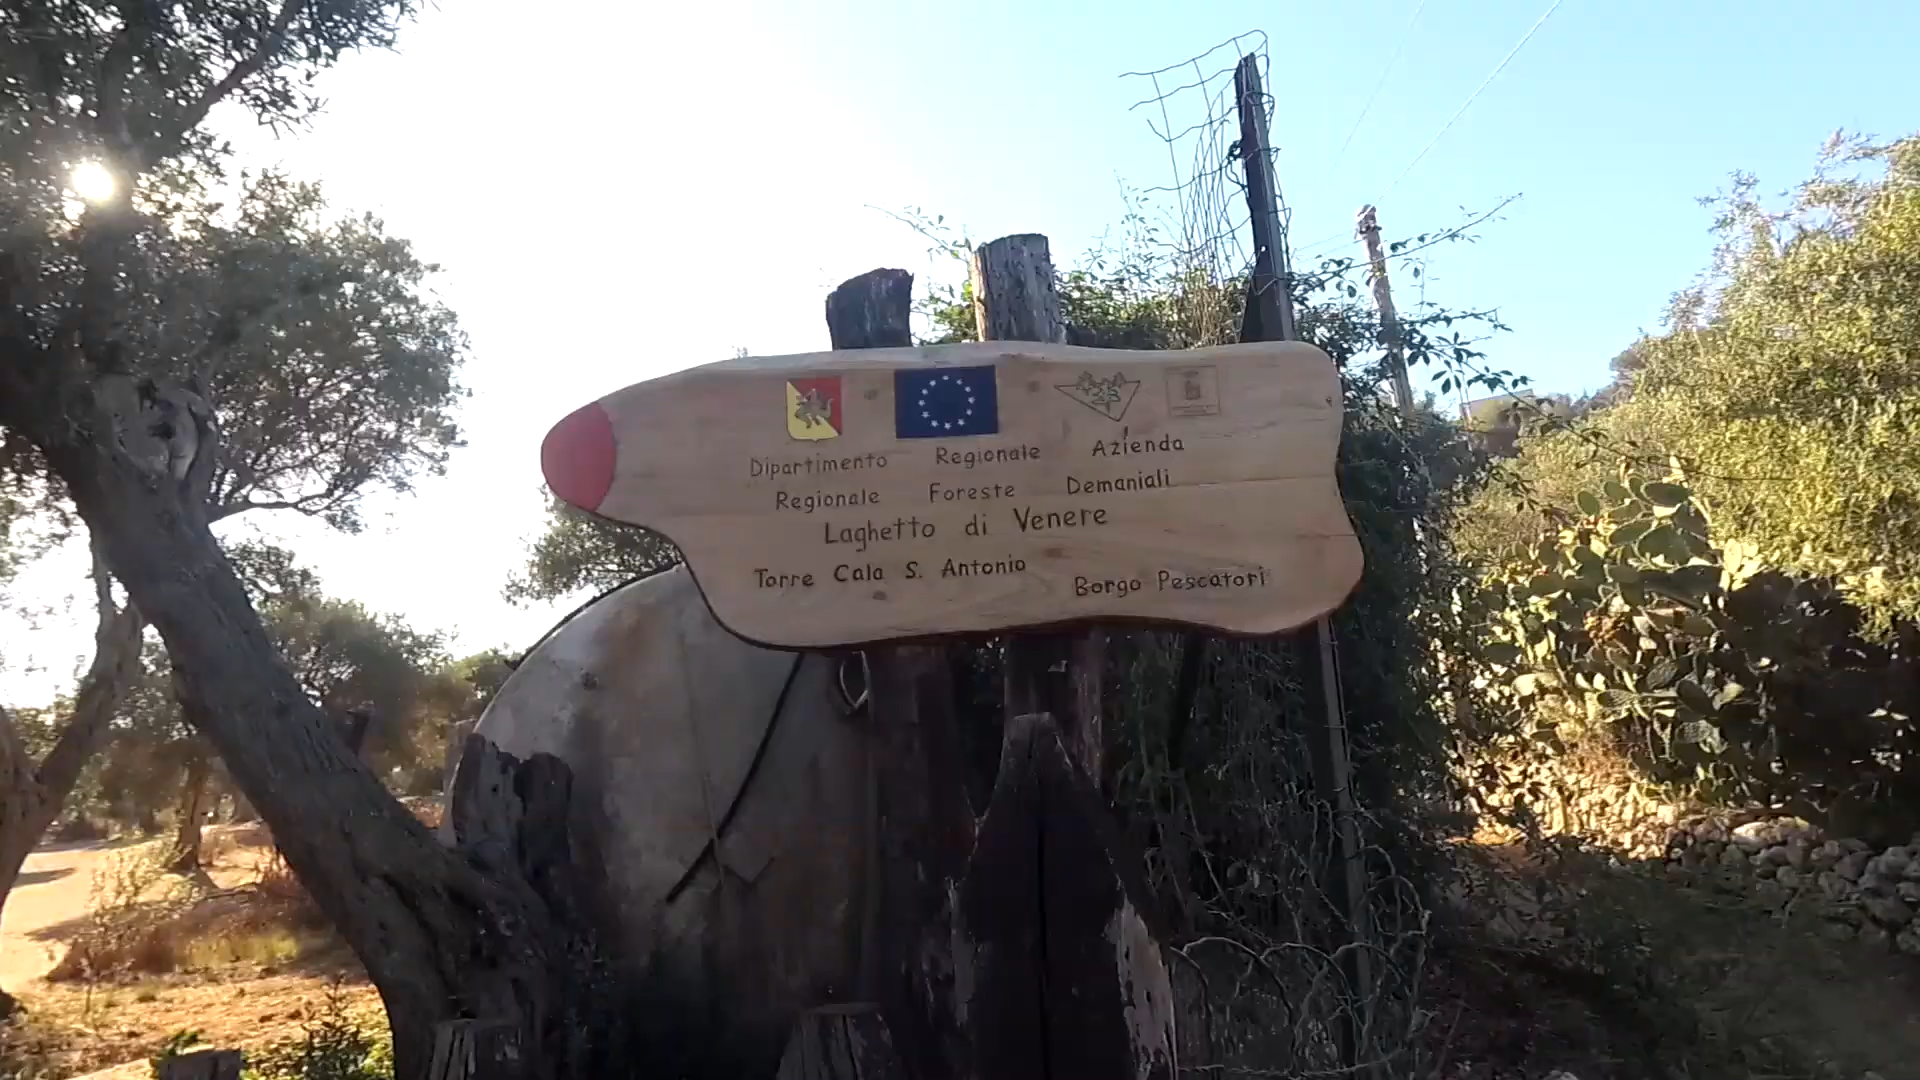 Dipartimento Regionale Azienda
Regionale Foreste Demaniali
Laghetto di Venere
Torre Cala S. Antonio Borgo Pescatori